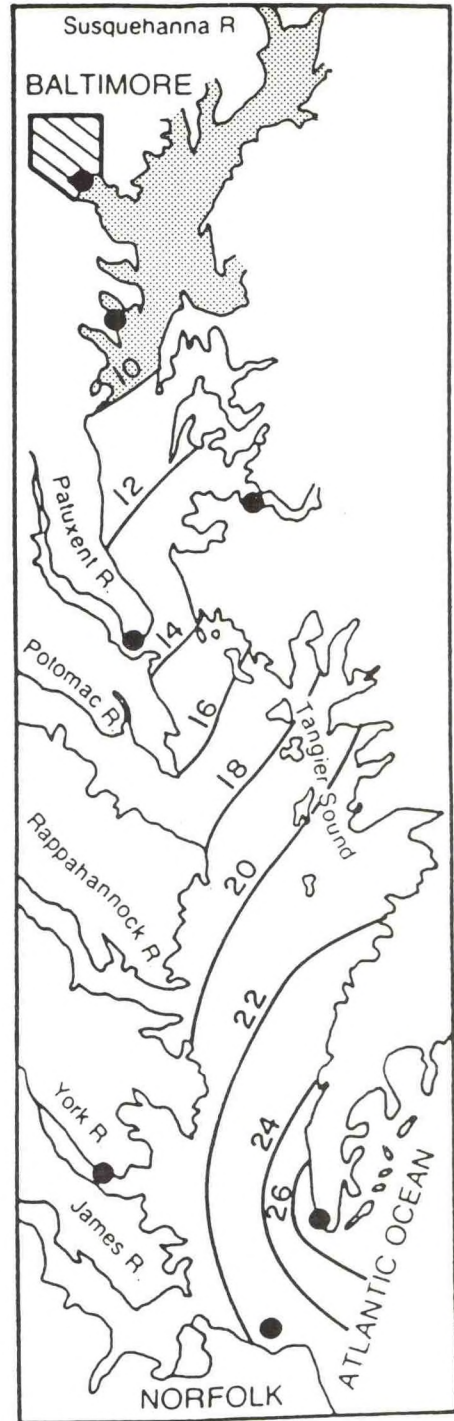 Susquehanna R
BALTIMORE
10
12
Patuxent R.
14
Potomac R.
16
18
Tangier Sound
20
Rappahannock R
22
York R.
24
26
James R.
ATLANTIC OCEAN
NORFOLK